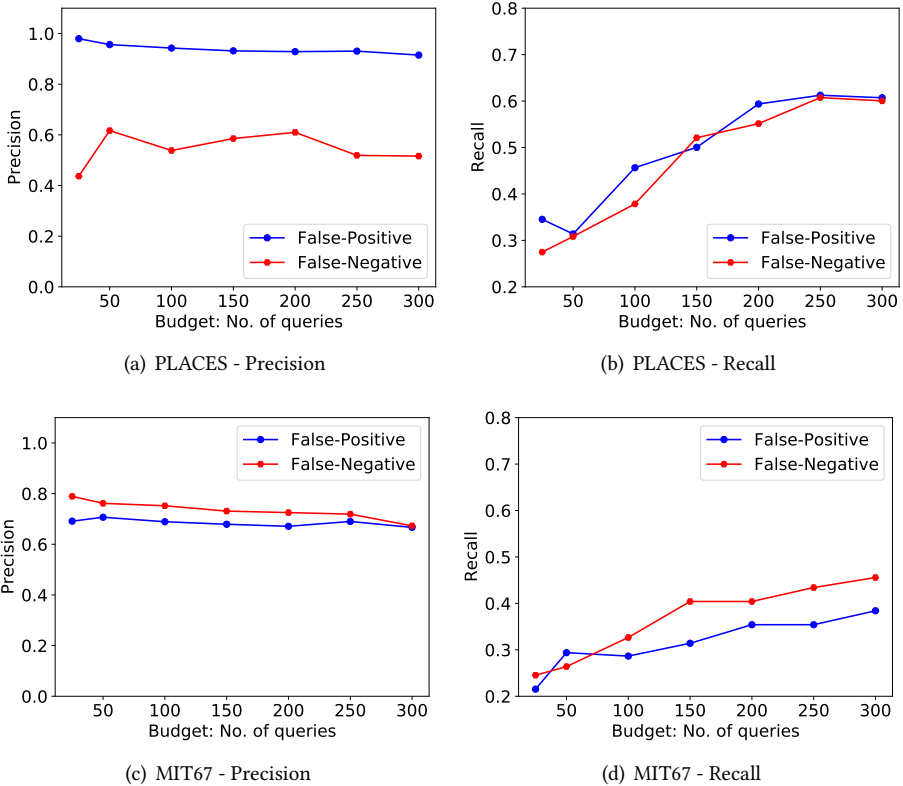 1.0
0.8
0.6
0.4
0.2
0.0
Precision
50 100 150 200 250 300
Budget: No. of queries
False-Positive
False-Negative
(a) PLACES - Precision
0.8
0.7
0.6
0.5
0.4
0.3
0.2
Recall
50 100 150 200 250 300
Budget: No. of queries
False-Positive
False-Negative
(b) PLACES - Recall
1.0
0.8
0.6
0.4
0.2
0.0
Precision
50 100 150 200 250 300
Budget: No. of queries
False-Positive
False-Negative
(c) MIT67 - Precision
0.8
0.7
0.6
0.5
0.4
0.3
0.2
Recall
50 100 150 200 250 300
Budget: No. of queries
False-Positive
False-Negative
(d) MIT67 - Recall